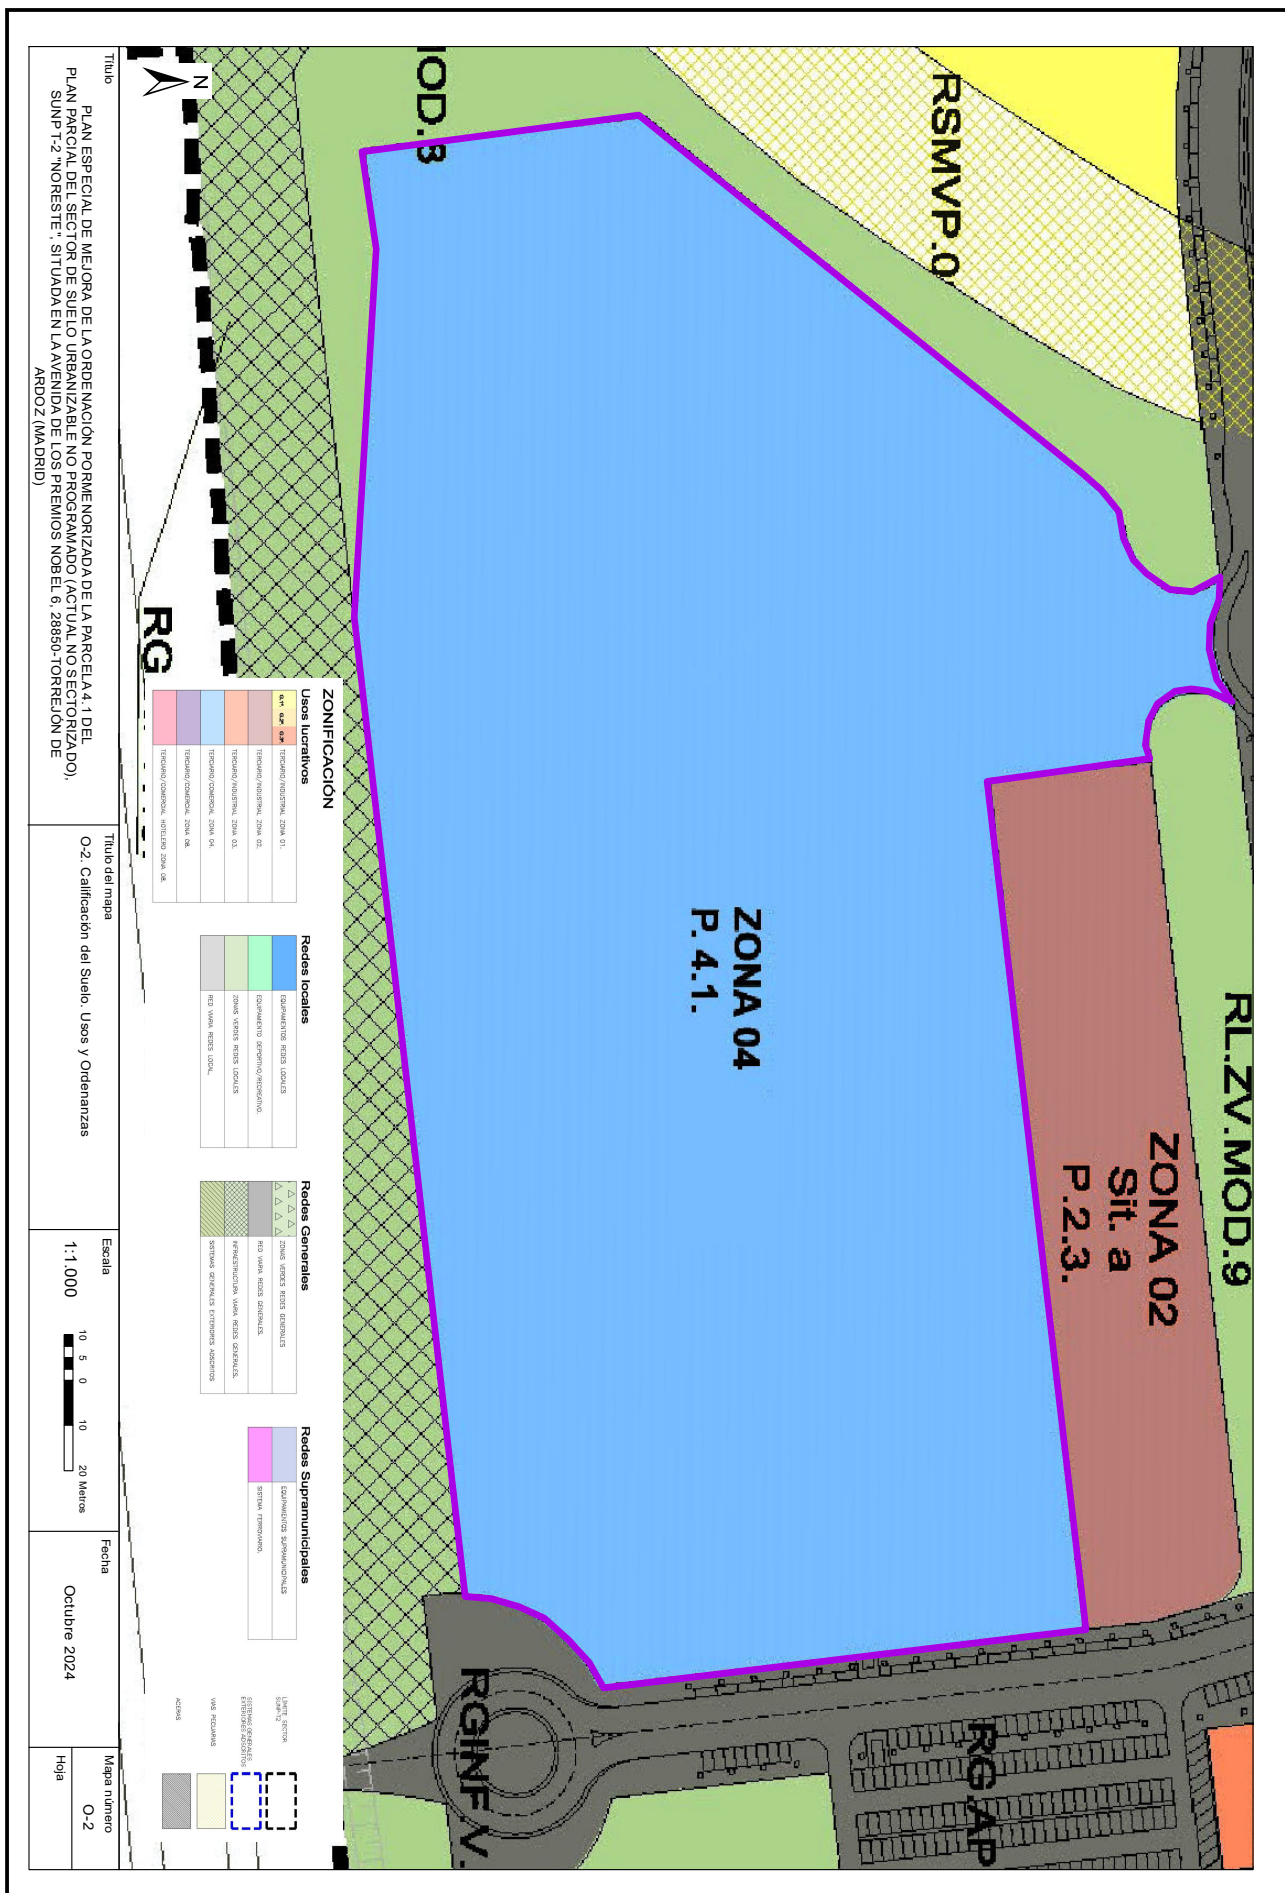 IOD.3
RSMVP.0
RL.ZV.MOD.9
ZONA 02
Sit. a
P.2.3.
ZONA 04
P. 4.1.
RG.AP
RGINF.V.
RG
N
ZONIFICACIÓN
Usos lucrativos
TERCIARIO/INDUSTRIAL ZONA 01.
TERCIARIO/INDUSTRIAL ZONA 02.
TERCIARIO/INDUSTRIAL ZONA 03.
TERCIARIO/COMERCIAL ZONA 04.
TERCIARIO/COMERCIAL ZONA 08.
TERCIARIO/COMERCIAL HOTELERO ZONA 08.
Redes locales
EQUIPAMIENTOS REDES LOCALES
EQUIPAMIENTO DEPORTIVO/RECREATIVO.
ZONAS VERDES REDES LOCALES
RED VIARIA REDES LOCAL.
Redes Generales
ZONAS VERDES REDES GENERALES
RED VIARIA REDES GENERALES.
INFRAESTRUCTURA VIARIA REDES GENERALES.
SISTEMAS GENERALES EXTERIORES ADSCRITOS
Redes Supramunicipales
EQUIPAMIENTOS SUPRAMUNICIPALES
SISTEMA FERROVIARIO.
LÍMITE SECTOR
SUNP-T2
SISTEMAS GENERALES
EXTERIORES ADSCRITOS
VIAS PECUARIAS
ACERAS
Título
PLAN ESPECIAL DE MEJORA DE LA ORDENACIÓN PORMENORIZADA DE LA PARCELA 4.1 DEL
PLAN PARCIAL DEL SECTOR DE SUELO URBANIZABLE NO PROGRAMADO (ACTUAL NO SECTORIZADO),
SUNP T-2 "NORESTE", SITUADA EN LA AVENIDA DE LOS PREMIOS NOBEL 6, 28850-TORREJÓN DE
ARDOZ (MADRID)
Título del mapa
O-2. Calificación del Suelo. Usos y Ordenanzas
Escala
1:1.000
10 5 0 10 20 Metros
Fecha
Octubre 2024
Mapa número
O-2
Hoja